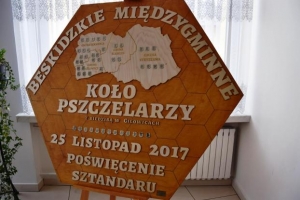 BESKIDZKIE MIĘDZYGMINNE
KOŁO
PSZCZELARZY
25 LISTOPAD 2017
POŚWIĘCENIE
SZTANDARU